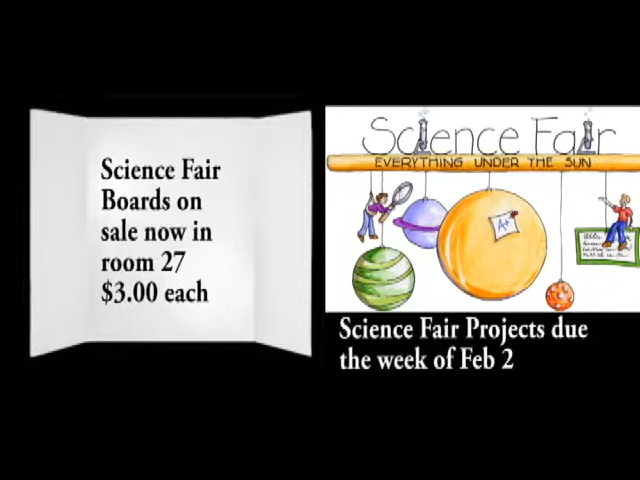 Science Fair
Boards on
sale now in
room 27
$3.00 each
Science Fair
EVERYTHING UNDER THE SUN
A+
Science Fair Projects due
the week of Feb 2